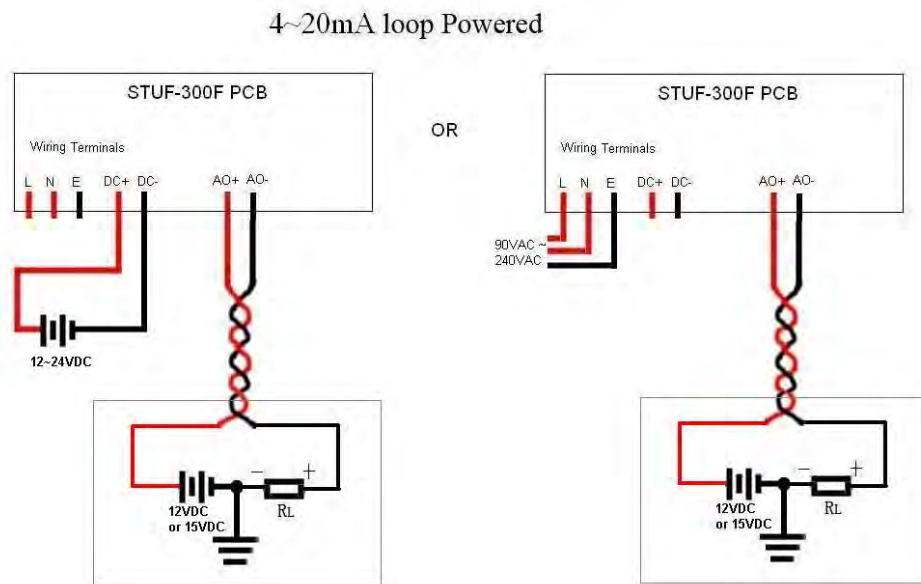 4~20mA loop Powered
STUF-300F PCB
Wiring Terminals
L N E DC+ DC- AO+ AO-
12~24VDC
12VDC
or 15VDC
- +
RL
OR
STUF-300F PCB
Wiring Terminals
L N E DC+ DC- AO+ AO-
90VAC ~
240VAC
12VDC
or 15VDC
- +
RL